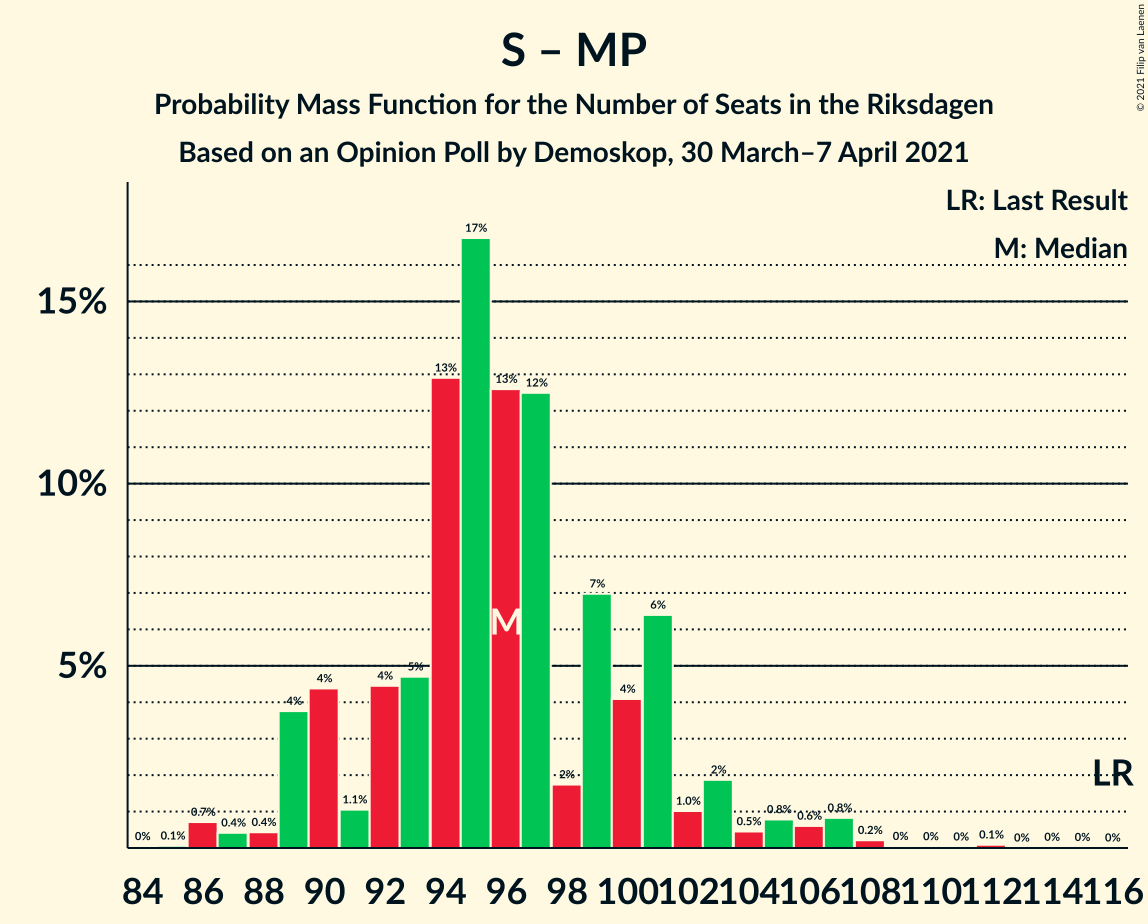 S – MP
Probability Mass Function for the Number of Seats in the Riksdagen
Based on an Opinion Poll by Demoskop, 30 March–7 April 2021
© 2021 Filip van Laenen
LR: Last Result
M: Median
15%
10%
5%
0% 0.1% 0.7% 0.4% 0.4% 4% 4% 1.1% 4% 5% 13% 17% 13% 12% 2% 7% 4% 6% 1.0% 2% 0.5% 0.8% 0.6% 0.8% 0.2% 0% 0% 0% 0.1% 0% 0% 0% 0%
M
LR
84 86 88 90 92 94 96 98 100 102 104 106 108 110 112 114 116